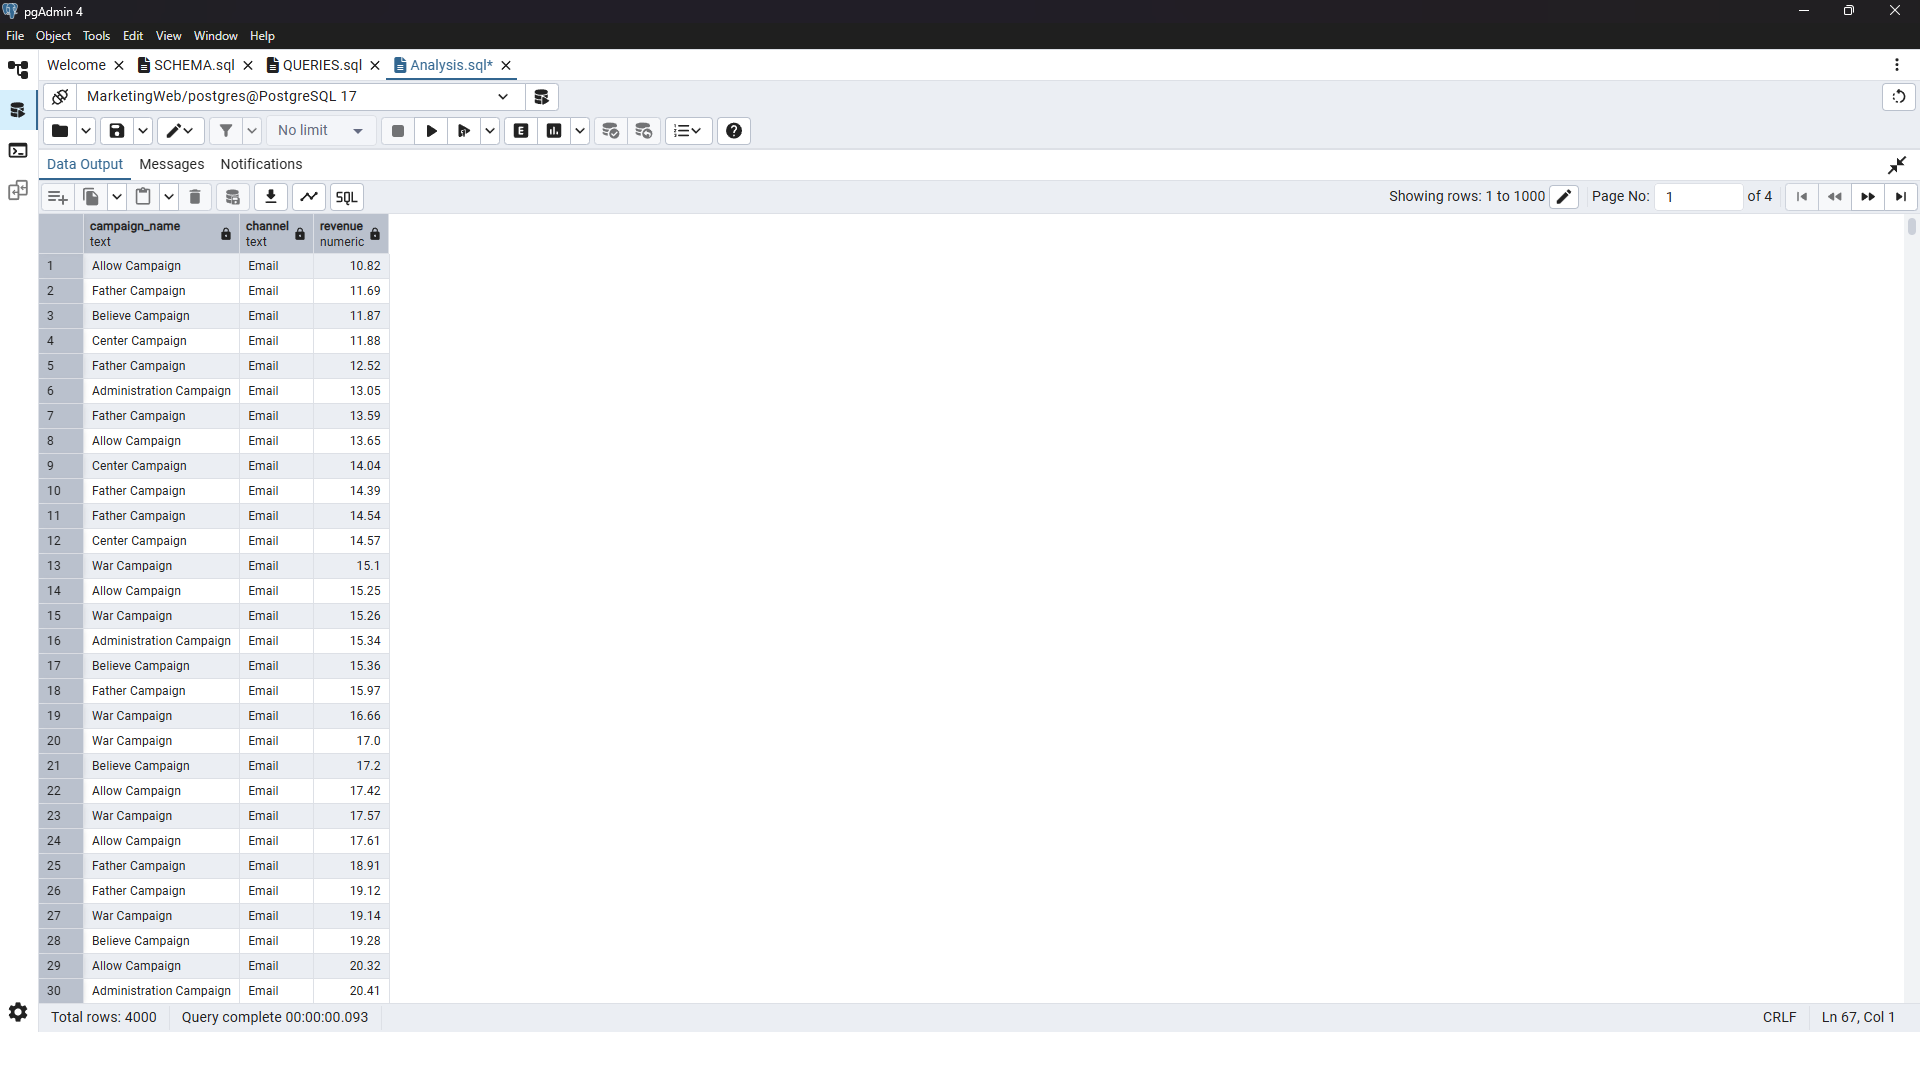 pgAdmin 4
File Object Tools Edit View Window Help
Welcome SCHEMA.sql QUERIES.sql Analysis.sql*
MarketingWeb/postgres@PostgreSQL 17
No limit E
Data Output Messages Notifications
SQL Showing rows: 1 to 1000 Page No: 1 of 4
campaign_name channel revenue
text text numeric
1 Allow Campaign Email 10.82
2 Father Campaign Email 11.69
3 Believe Campaign Email 11.87
4 Center Campaign Email 11.88
5 Father Campaign Email 12.52
6 Administration Campaign Email 13.05
7 Father Campaign Email 13.59
8 Allow Campaign Email 13.65
9 Center Campaign Email 14.04
10 Father Campaign Email 14.39
11 Father Campaign Email 14.54
12 Center Campaign Email 14.57
13 War Campaign Email 15.1
14 Allow Campaign Email 15.25
15 War Campaign Email 15.26
16 Administration Campaign Email 15.34
17 Believe Campaign Email 15.36
18 Father Campaign Email 15.97
19 War Campaign Email 16.66
20 War Campaign Email 17.0
21 Believe Campaign Email 17.2
22 Allow Campaign Email 17.42
23 War Campaign Email 17.57
24 Allow Campaign Email 17.61
25 Father Campaign Email 18.91
26 Father Campaign Email 19.12
27 War Campaign Email 19.14
28 Believe Campaign Email 19.28
29 Allow Campaign Email 20.32
30 Administration Campaign Email 20.41
Total rows: 4000 Query complete 00:00:00.093 CRLF Ln 67, Col 1